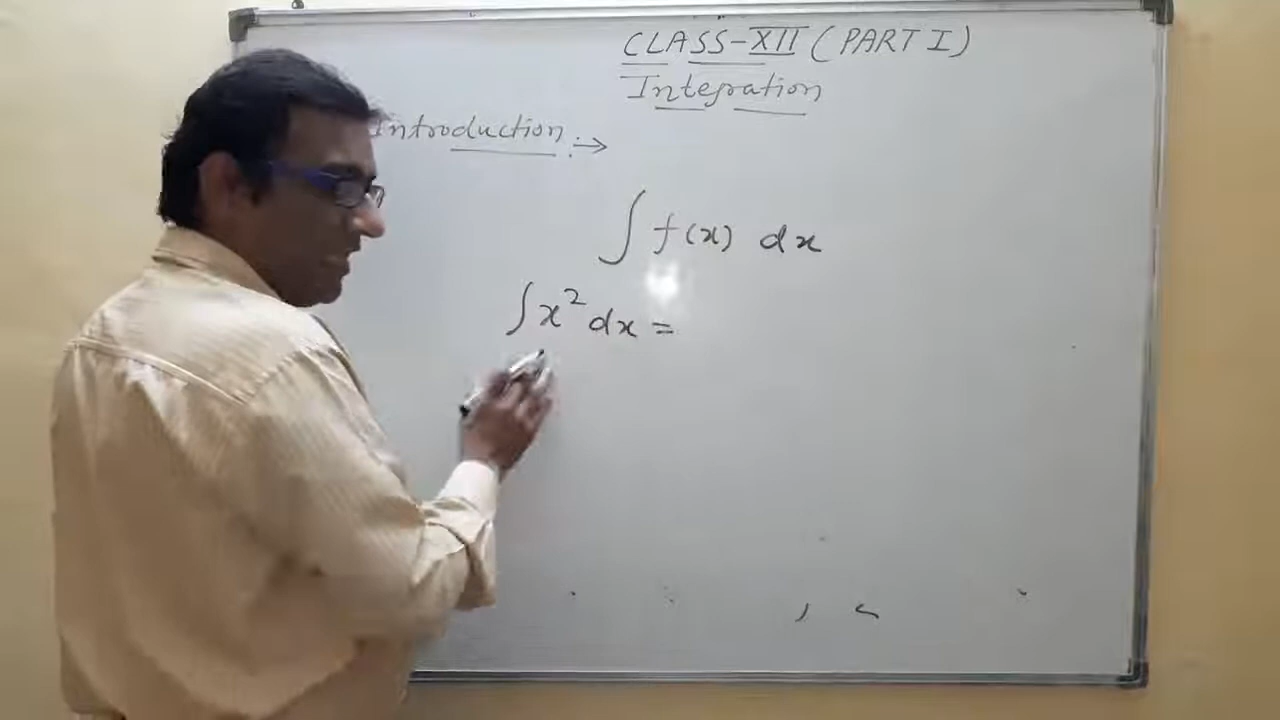 CLASS-XII (PART I)
Integration
Introduction :→
∫ f(x) dx
∫x² dx =